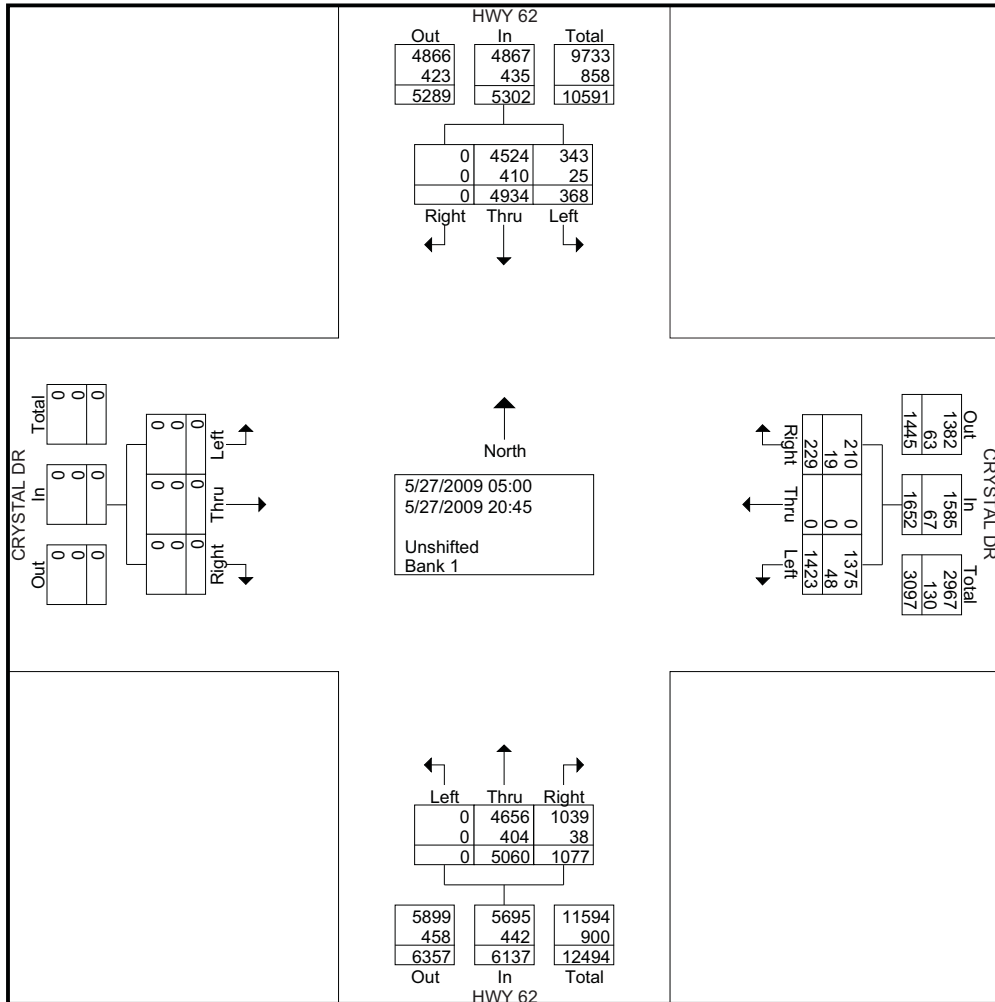 HWY 62
Out In Total
4866 4867 9733
423 435 858
5289 5302 10591
0 4524 343
0 410 25
0 4934 368
Right Thru Left
CRYSTAL DR
Total
0
0
0
In
0
0
0
Out
0
0
0
Left
0
0
0
Thru
0
0
0
Right
0
0
0
North
5/27/2009 05:00
5/27/2009 20:45
Unshifted
Bank 1
Right
210
19
229
Thru
0
0
0
Left
1375
48
1423
Out
1382
63
1445
In
1585
67
1652
Total
2967
130
3097
CRYSTAL DR
Left Thru Right
0 4656 1039
0 404 38
0 5060 1077
5899 5695 11594
458 442 900
6357 6137 12494
Out In Total
HWY 62